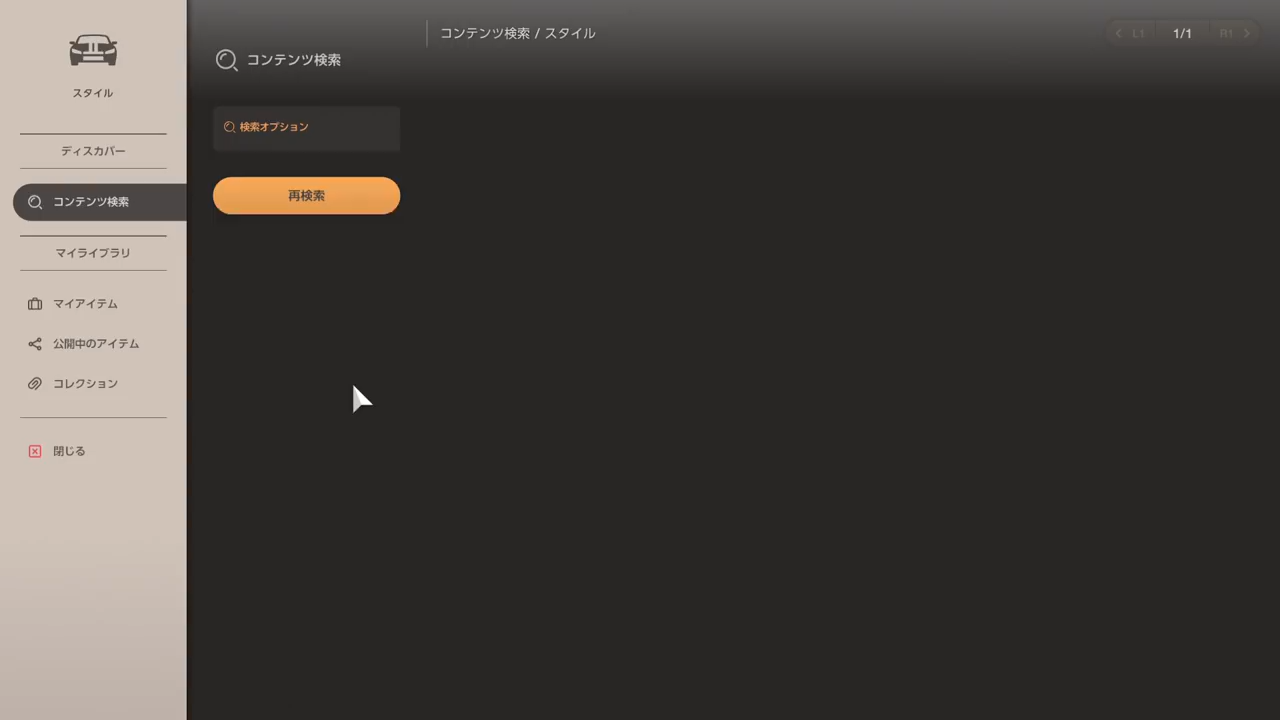 スタイル
ディスカバー
コンテンツ検索
マイライブラリ
マイアイテム
公開中のアイテム
コレクション
閉じる
コンテンツ検索 / スタイル
L1 1/1 R1
コンテンツ検索
検索オプション
再検索